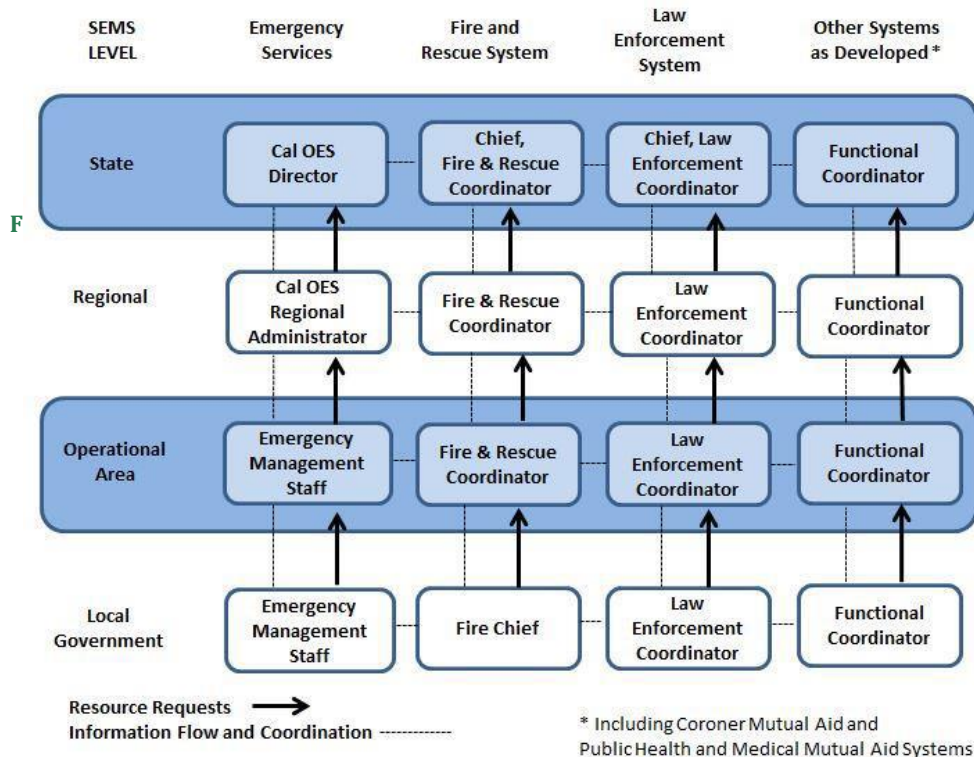 SEMS
LEVEL
Emergency
Services
Fire and
Rescue System
Law
Enforcement
System
Other Systems
as Developed *
State
Cal OES
Director
Chief,
Fire & Rescue
Coordinator
Chief, Law
Enforcement
Coordinator
Functional
Coordinator
F
Regional
Cal OES
Regional
Administrator
Fire & Rescue
Coordinator
Law
Enforcement
Coordinator
Functional
Coordinator
Operational
Area
Emergency
Management
Staff
Fire & Rescue
Coordinator
Law
Enforcement
Coordinator
Functional
Coordinator
Local
Government
Emergency
Management
Staff
Fire Chief
Law
Enforcement
Coordinator
Functional
Coordinator
Resource Requests
Information Flow and Coordination
* Including Coroner Mutual Aid and
Public Health and Medical Mutual Aid Systems